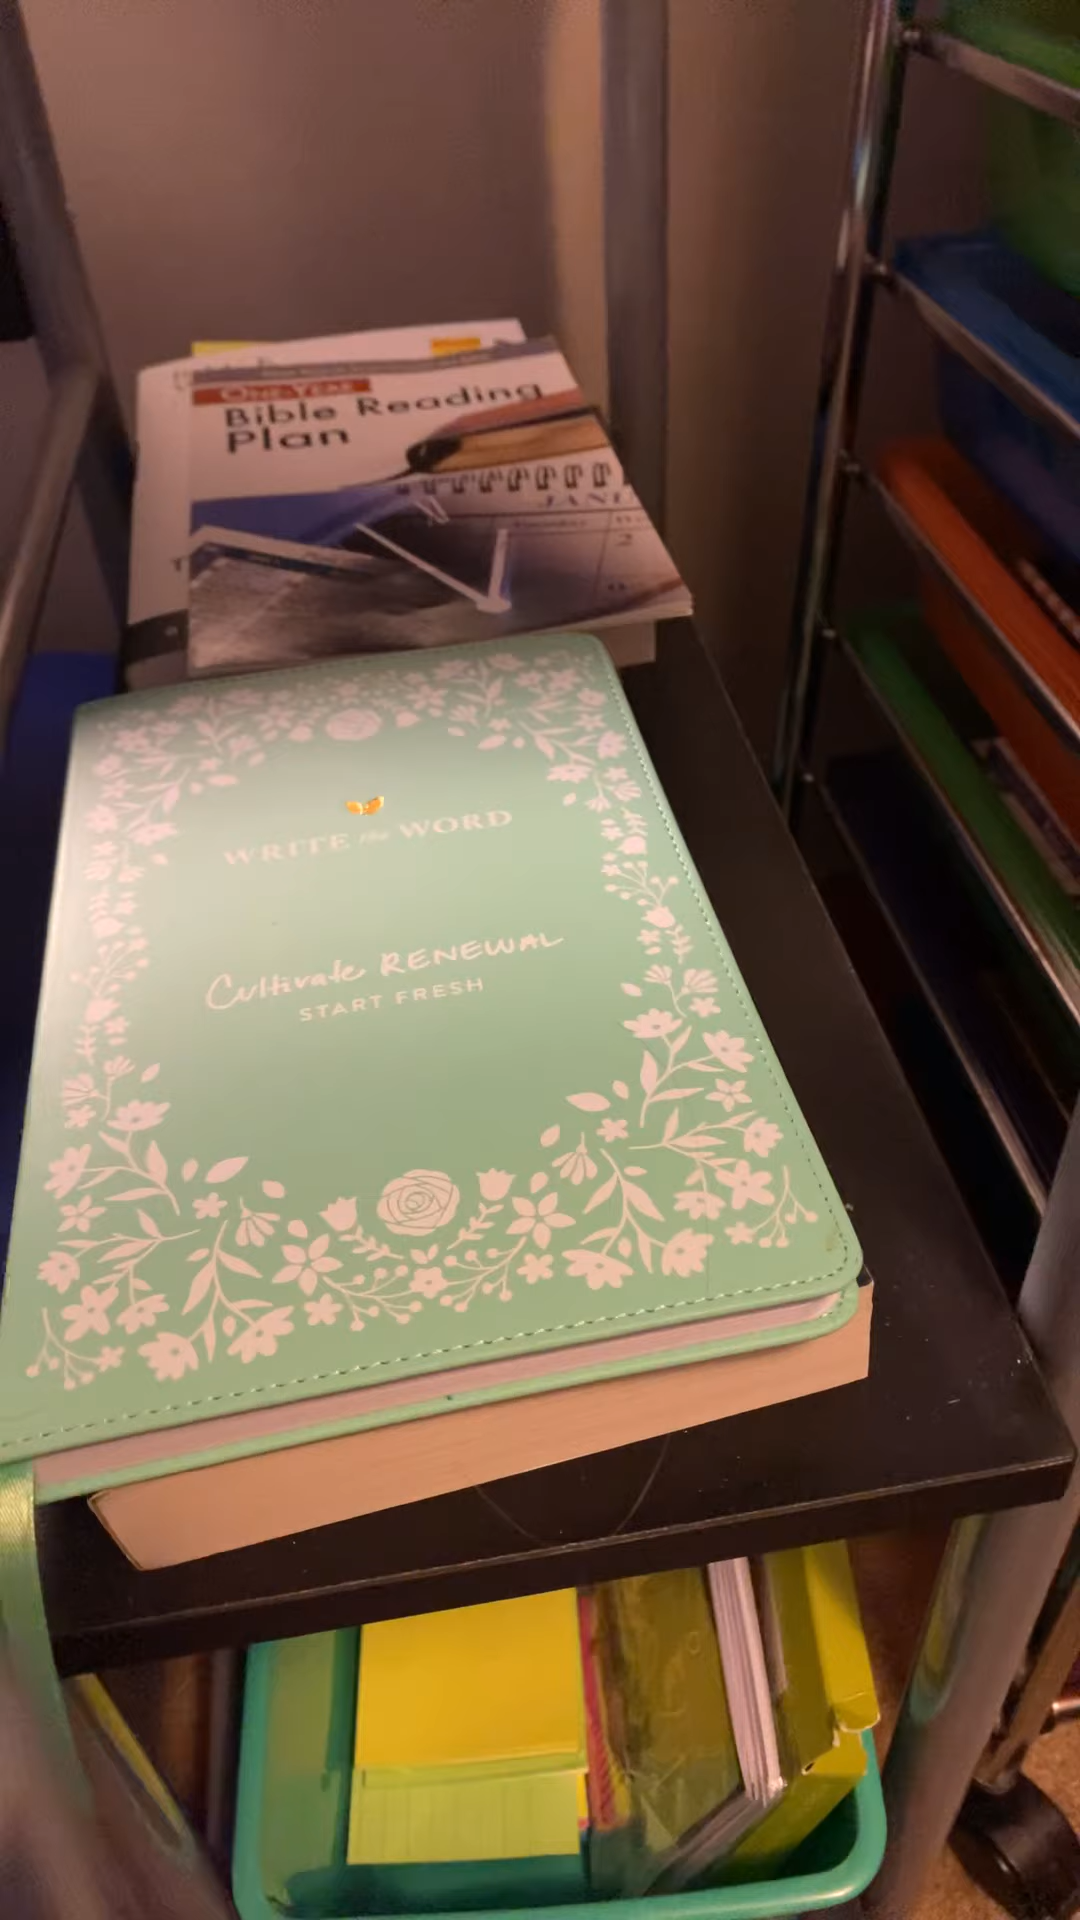 One-Year
Bible Reading
Plan
WRITE the WORD
Cultivate RENEWAL
START FRESH